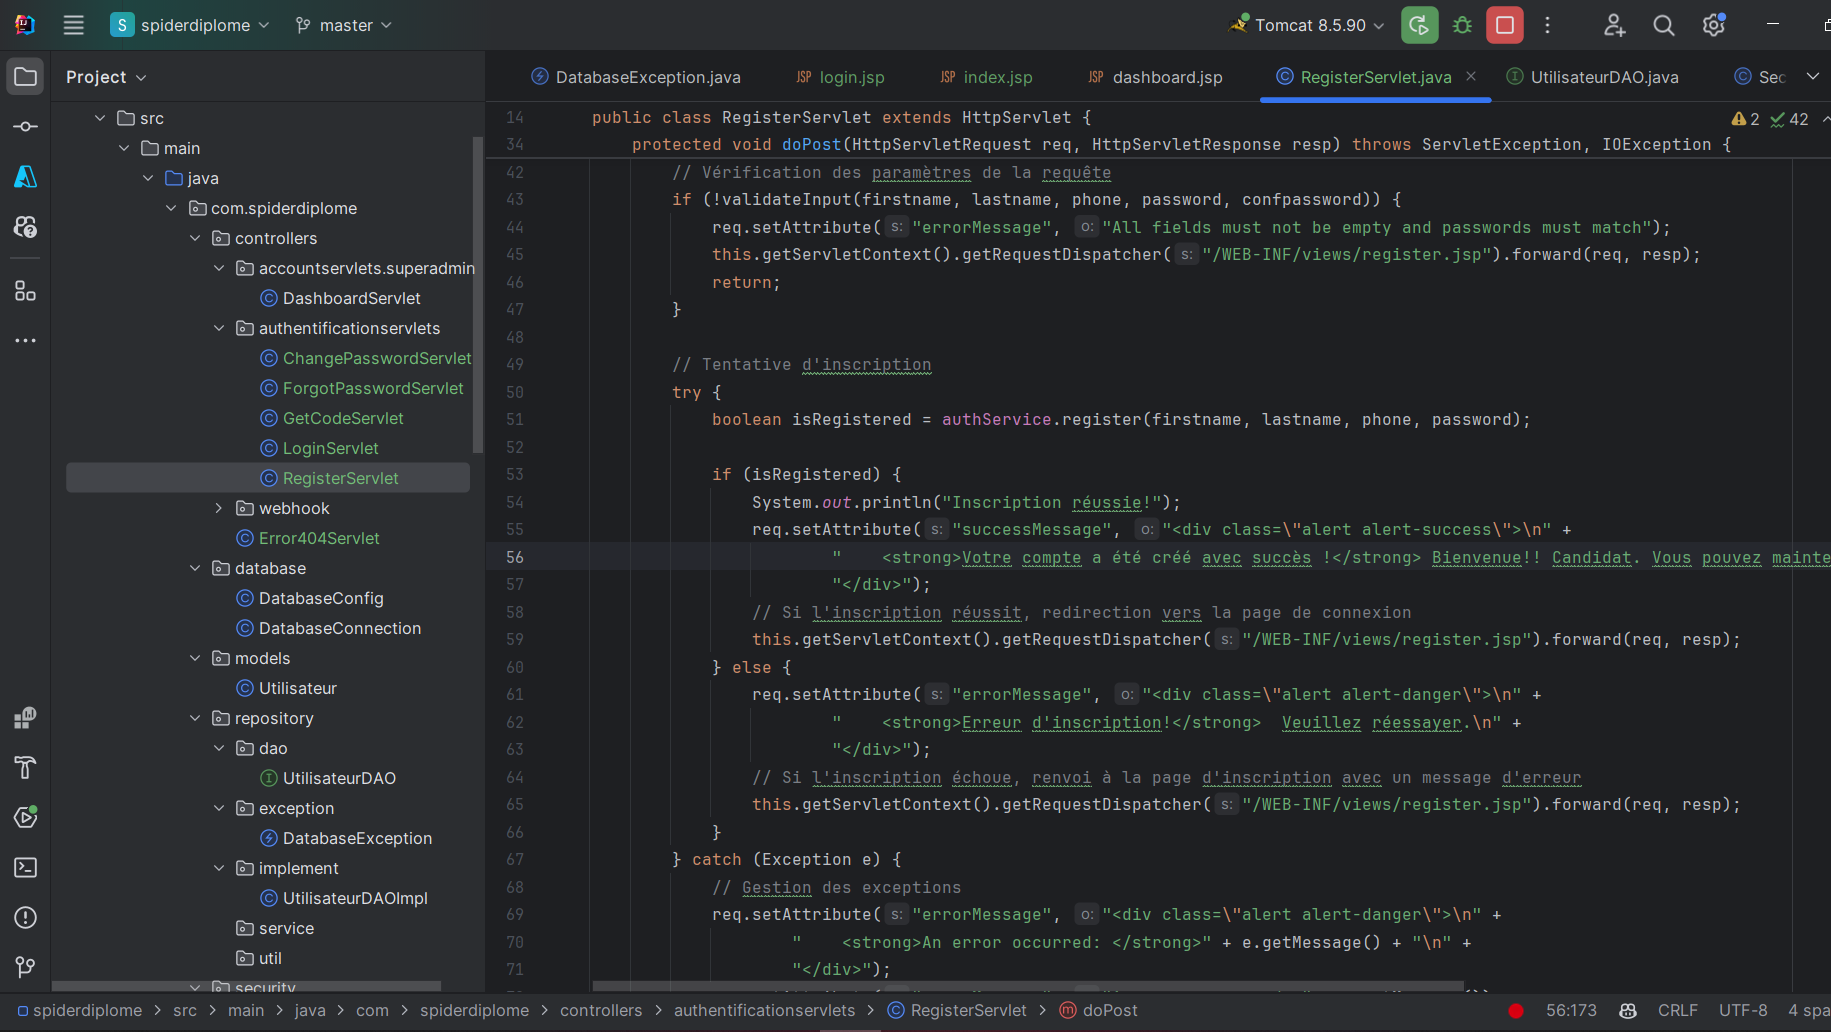 S spiderdiplome master Tomcat 8.5.90
Project
src
main
java
com.spiderdiplome
controllers
accountservlets.superadmin
DashboardServlet
authentificationservlets
ChangePasswordServlet
ForgotPasswordServlet
GetCodeServlet
LoginServlet
RegisterServlet
webhook
Error404Servlet
database
DatabaseConfig
DatabaseConnection
models
Utilisateur
repository
dao
UtilisateurDAO
exception
DatabaseException
implement
UtilisateurDAOImpl
service
util
security
DatabaseException.java JSP login.jsp JSP index.jsp JSP dashboard.jsp RegisterServlet.java UtilisateurDAO.java Sec
14 public class RegisterServlet extends HttpServlet { 2 42
34 protected void doPost(HttpServletRequest req, HttpServletResponse resp) throws ServletException, IOException {
42 // Vérification des paramètres de la requête
43 if (!validateInput(firstname, lastname, phone, password, confpassword)) {
44 req.setAttribute( s: "errorMessage", o: "All fields must not be empty and passwords must match");
45 this.getServletContext().getRequestDispatcher( s: "/WEB-INF/views/register.jsp").forward(req, resp);
46 return;
47 }
48
49 // Tentative d'inscription
50 try {
51 boolean isRegistered = authService.register(firstname, lastname, phone, password);
52
53 if (isRegistered) {
54 System.out.println("Inscription réussie!");
55 req.setAttribute( s: "successMessage", o: "<div class=\"alert alert-success\">\n" +
56 " <strong>Votre compte a été créé avec succès !</strong> Bienvenue!! Candidat. Vous pouvez mainte
57 "</div>");
58 // Si l'inscription réussit, redirection vers la page de connexion
59 this.getServletContext().getRequestDispatcher( s: "/WEB-INF/views/register.jsp").forward(req, resp);
60 } else {
61 req.setAttribute( s: "errorMessage", o: "<div class=\"alert alert-danger\">\n" +
62 " <strong>Erreur d'inscription!</strong>  Veuillez réessayer.\n" +
63 "</div>");
64 // Si l'inscription échoue, renvoi à la page d'inscription avec un message d'erreur
65 this.getServletContext().getRequestDispatcher( s: "/WEB-INF/views/register.jsp").forward(req, resp);
66 }
67 } catch (Exception e) {
68 // Gestion des exceptions
69 req.setAttribute( s: "errorMessage", o: "<div class=\"alert alert-danger\">\n" +
70 " <strong>An error occurred: </strong>" + e.getMessage() + "\n" +
71 "</div>");
spiderdiplome > src > main > java > com > spiderdiplome > controllers > authentificationservlets > RegisterServlet > doPost 56:173 CRLF UTF-8 4 spa